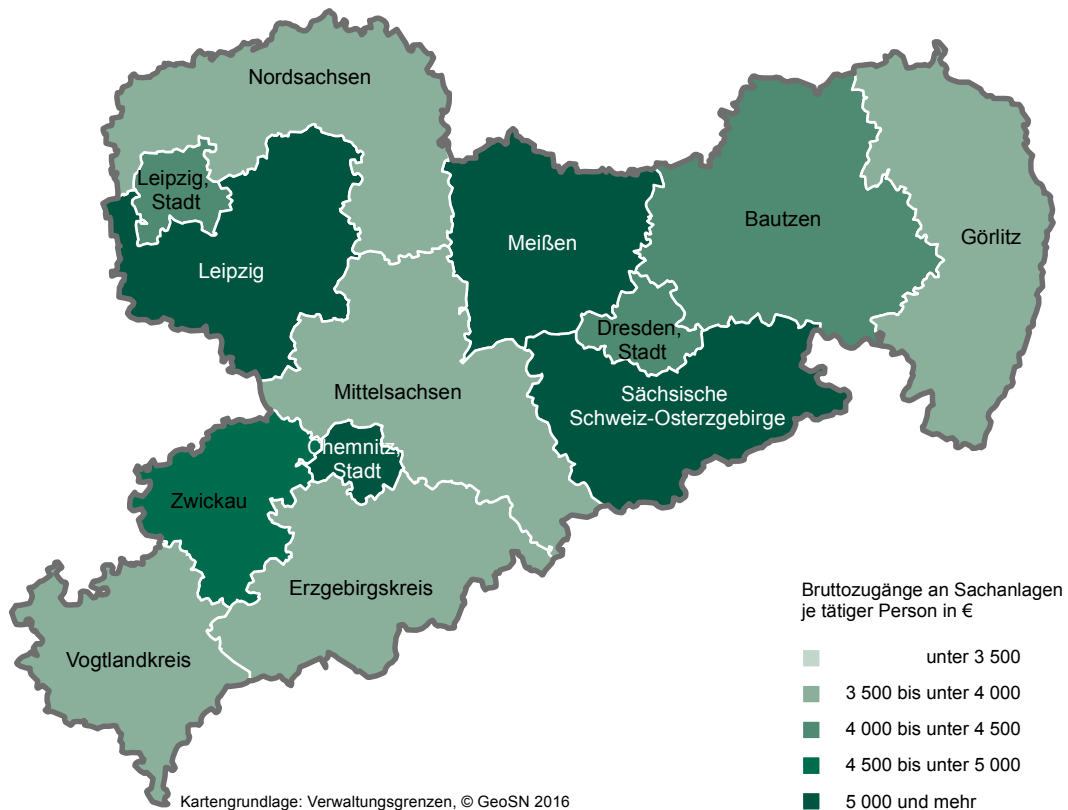 Nordsachsen
Leipzig,
Stadt
Leipzig
Meißen
Bautzen
Görlitz
Dresden,
Stadt
Mittelsachsen
Sächsische
Schweiz-Osterzgebirge
Chemnitz,
Stadt
Zwickau
Erzgebirgskreis
Vogtlandkreis
Bruttozugänge an Sachanlagen
je tätiger Person in €
unter 3 500
3 500 bis unter 4 000
4 000 bis unter 4 500
4 500 bis unter 5 000
5 000 und mehr
Kartengrundlage: Verwaltungsgrenzen, © GeoSN 2016